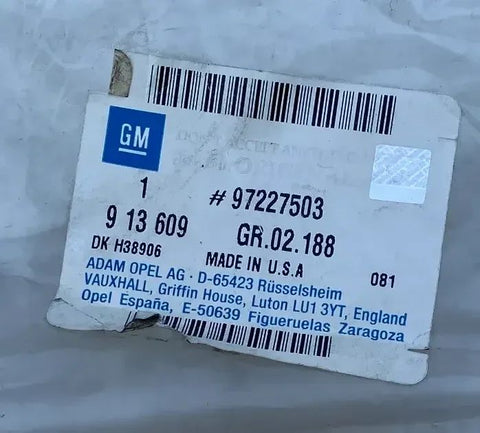 GM
1
# 97227503
9 13 609
GR.02.188
DK H38906
MADE IN U.S.A
081
ADAM OPEL AG · D-65423 Rüsselsheim
VAUXHALL, Griffin House, Luton LU1 3YT, England
Opel España, E-50639 Figueruelas Zaragoza